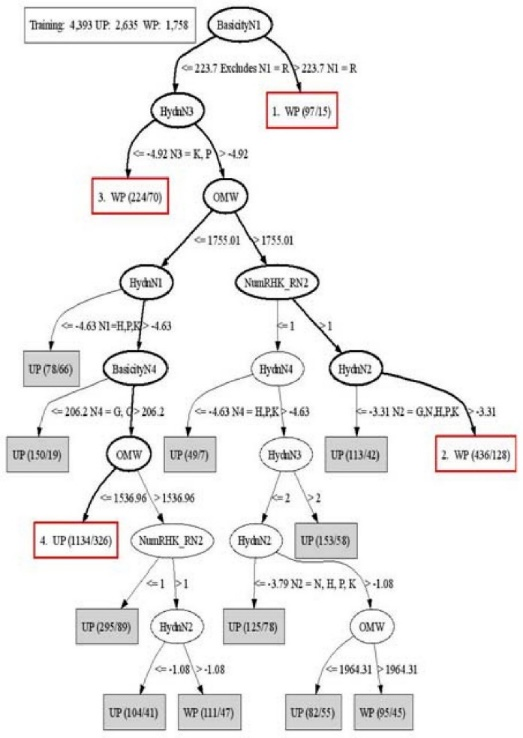 Training: 4,393 UP: 2,635 WP: 1,758
BasicityN1
<= 223.7 Excludes N1 = R > 223.7 N1 = R
HydnN3
1. WP (97/15)
<= -4.92 N3 = K, P > -4.92
3. WP (224/70)
OMW
<= 1755.01 > 1755.01
HydnN1
NumRHK_RN2
<= -4.63 N1=H,P,K > -4.63
<= 1 > 1
UP (78/66)
BasicityN4
HydnN4
HydnN2
<= 206.2 N4 = G, > 206.2
<= -4.63 N4 = H,P,K > -4.63
<= -3.31 N2 = G,N,H,P,K > -3.31
UP (150/19)
OMW
UP (49/7)
HydnN3
UP (113/42)
2. WP (436/128)
<= 1536.96 > 1536.96
<= 2 > 2
4. UP (1134/326)
NumRHK_RN2
HydnN2
UP (153/58)
<= 1 > 1
<= -3.79 N2 = N, H, P, K > -1.08
UP (295/89)
HydnN2
UP (125/78)
OMW
<= -1.08 > -1.08
<= 1964.31 > 1964.31
UP (104/41)
WP (111/47)
UP (82/55)
WP (95/45)